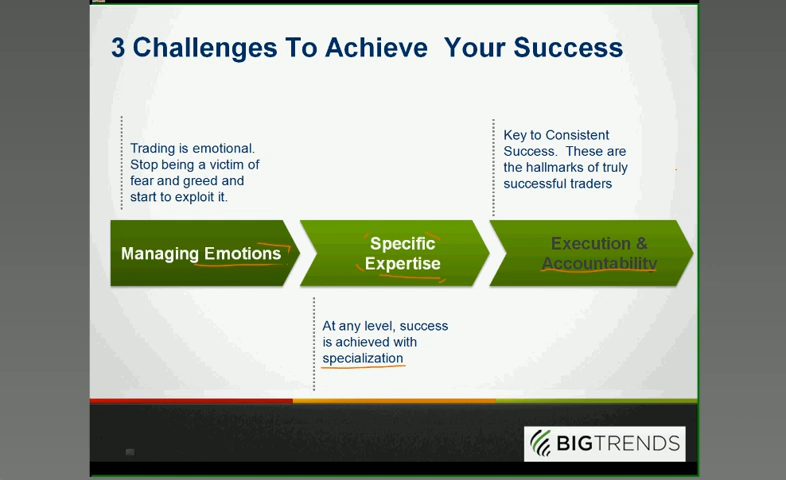 3 Challenges To Achieve Your Success
Trading is emotional.
Stop being a victim of
fear and greed and
start to exploit it.
Key to Consistent
Success. These are
the hallmarks of truly
successful traders
Managing Emotions
Specific
Expertise
Execution &
Accountability
At any level, success
is achieved with
specialization
BIGTRENDS